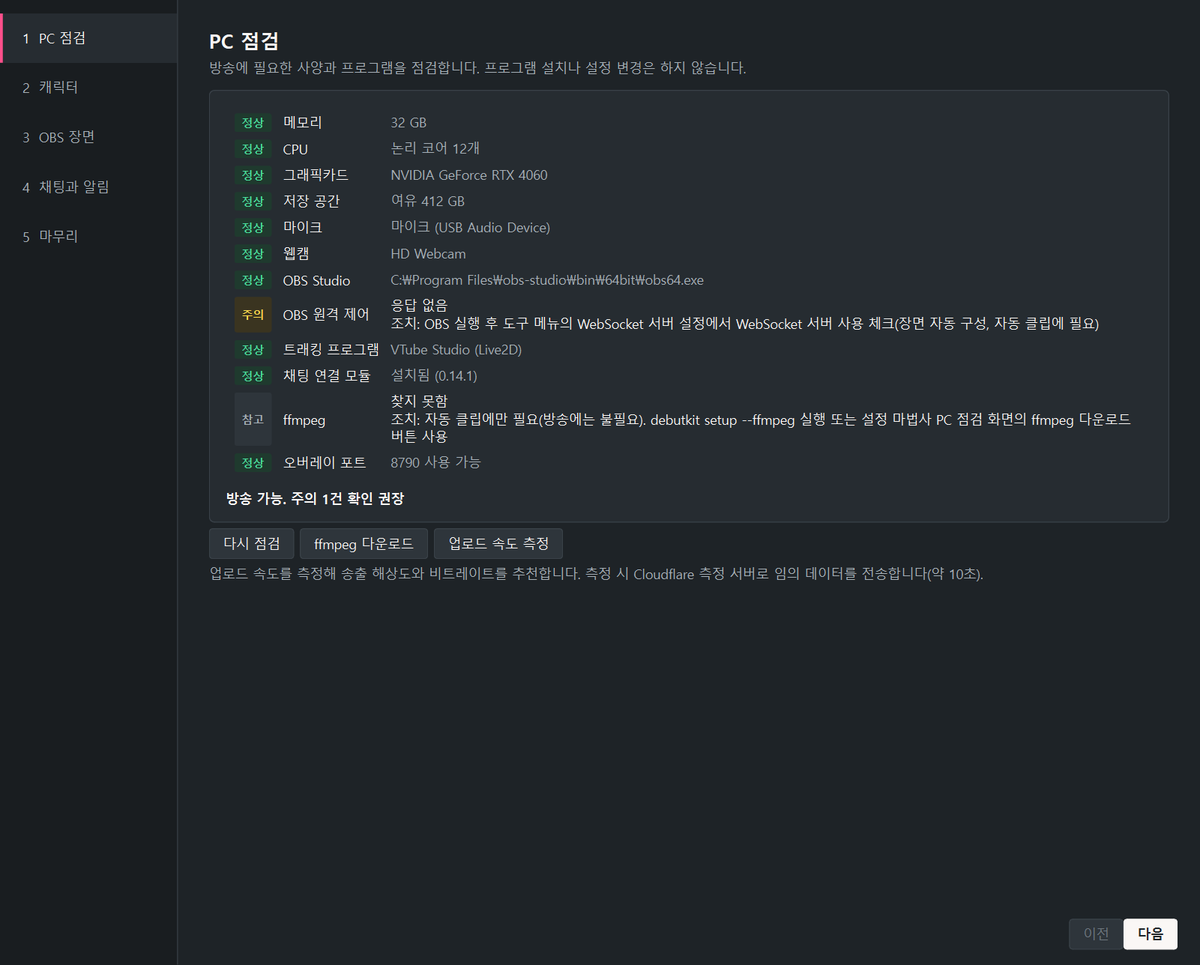 1 PC 점검
2 캐릭터
3 OBS 장면
4 채팅과 알림
5 마무리
PC 점검
방송에 필요한 사양과 프로그램을 점검합니다. 프로그램 설치나 설정 변경은 하지 않습니다.
정상 메모리 32 GB
정상 CPU 논리 코어 12개
정상 그래픽카드 NVIDIA GeForce RTX 4060
정상 저장 공간 여유 412 GB
정상 마이크 마이크 (USB Audio Device)
정상 웹캠 HD Webcam
정상 OBS Studio C:₩Program Files₩obs-studio₩bin₩64bit₩obs64.exe
주의 OBS 원격 제어 응답 없음
조치: OBS 실행 후 도구 메뉴의 WebSocket 서버 설정에서 WebSocket 서버 사용 체크(장면 자동 구성, 자동 클립에 필요)
정상 트래킹 프로그램 VTube Studio (Live2D)
정상 채팅 연결 모듈 설치됨 (0.14.1)
참고 ffmpeg 찾지 못함
조치: 자동 클립에만 필요(방송에는 불필요). debutkit setup --ffmpeg 실행 또는 설정 마법사 PC 점검 화면의 ffmpeg 다운로드
버튼 사용
정상 오버레이 포트 8790 사용 가능
방송 가능. 주의 1건 확인 권장
다시 점검 ffmpeg 다운로드 업로드 속도 측정
업로드 속도를 측정해 송출 해상도와 비트레이트를 추천합니다. 측정 시 Cloudflare 측정 서버로 임의 데이터를 전송합니다(약 10초).
이전 다음